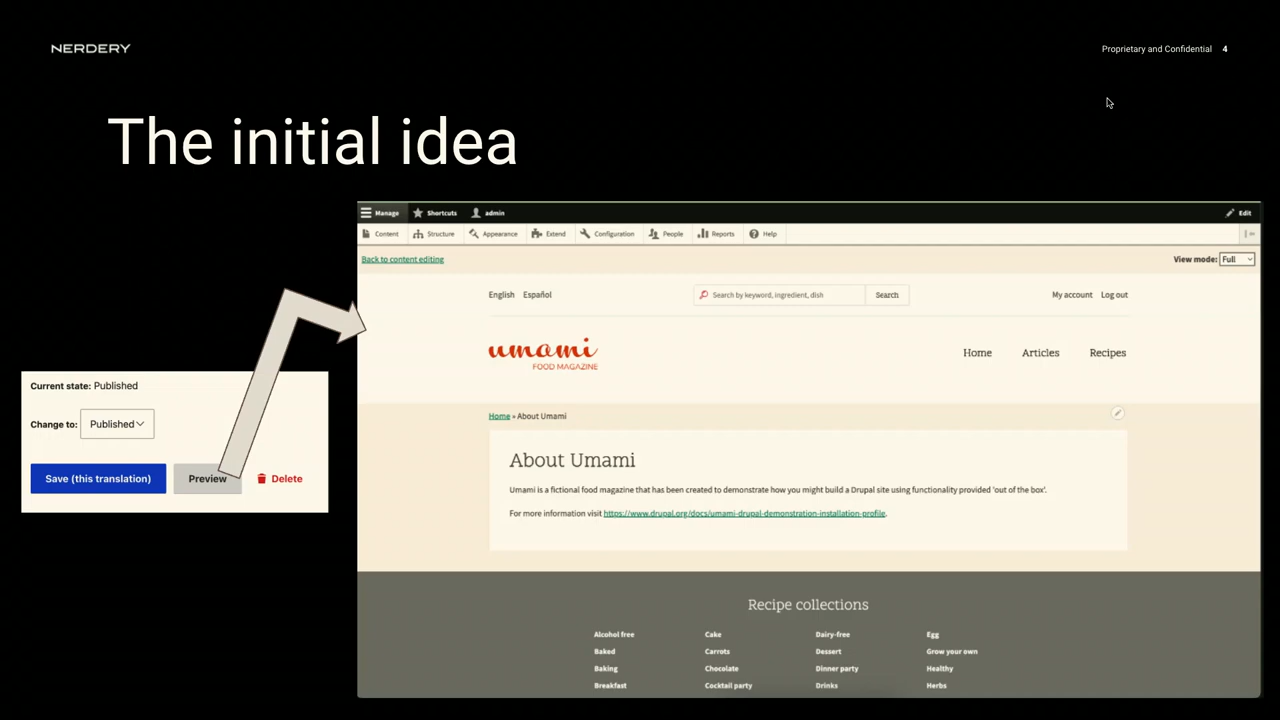 NERDERY
Proprietary and Confidential 4
The initial idea
Manage Shortcuts admin Edit
Content Structure Appearance Extend Configuration People Reports Help
Back to content editing View mode: Full
English Español Search by keyword, ingredient, dish Search My account Log out
umami
FOOD MAGAZINE
Home Articles Recipes
Current state: Published
Change to: Published
Save (this translation) Preview Delete
Home » About Umami
About Umami
Umami is a fictional food magazine that has been created to demonstrate how you might build a Drupal site using functionality provided 'out of the box'.
For more information visit https://www.drupal.org/docs/umami-drupal-demonstration-installation-profile.
Recipe collections
Alcohol free Cake Dairy-free Egg
Baked Carrots Dessert Grow your own
Baking Chocolate Dinner party Healthy
Breakfast Cocktail party Drinks Herbs